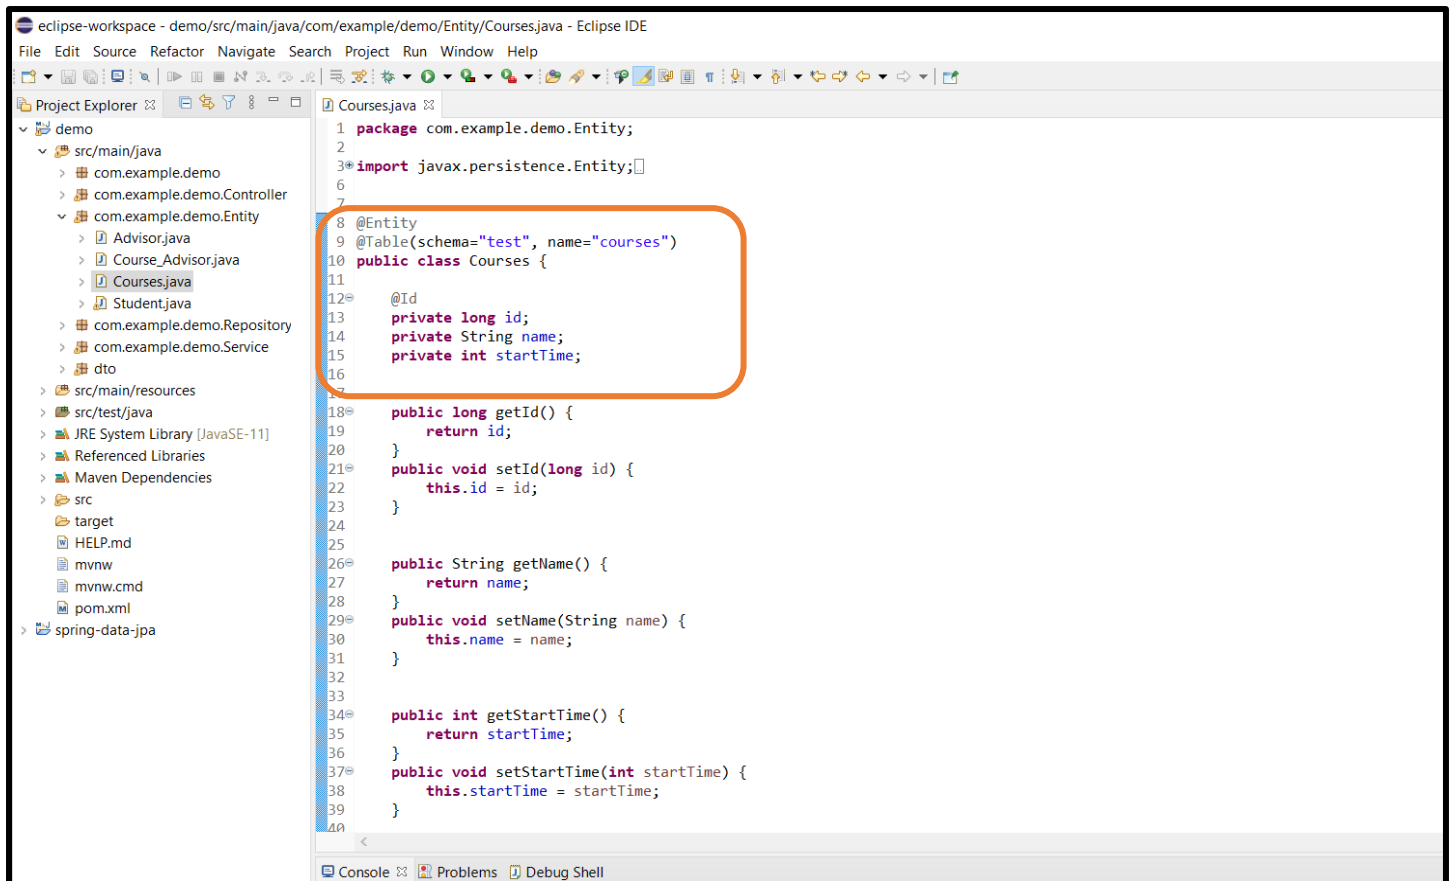 eclipse-workspace - demo/src/main/java/com/example/demo/Entity/Courses.java - Eclipse IDE
File Edit Source Refactor Navigate Search Project Run Window Help
Project Explorer
demo
src/main/java
com.example.demo
com.example.demo.Controller
com.example.demo.Entity
Advisor.java
Course_Advisor.java
Courses.java
Student.java
com.example.demo.Repository
com.example.demo.Service
dto
src/main/resources
src/test/java
JRE System Library [JavaSE-11]
Referenced Libraries
Maven Dependencies
src
target
HELP.md
mvnw
mvnw.cmd
pom.xml
spring-data-jpa
Courses.java
1 package com.example.demo.Entity;
2
3 import javax.persistence.Entity;
6
7
8 @Entity
9 @Table(schema="test", name="courses")
10 public class Courses {
11
12 @Id
13 private long id;
14 private String name;
15 private int startTime;
16
17
18 public long getId() {
19 return id;
20 }
21 public void setId(long id) {
22 this.id = id;
23 }
24
25
26 public String getName() {
27 return name;
28 }
29 public void setName(String name) {
30 this.name = name;
31 }
32
33
34 public int getStartTime() {
35 return startTime;
36 }
37 public void setStartTime(int startTime) {
38 this.startTime = startTime;
39 }
40
Console Problems Debug Shell